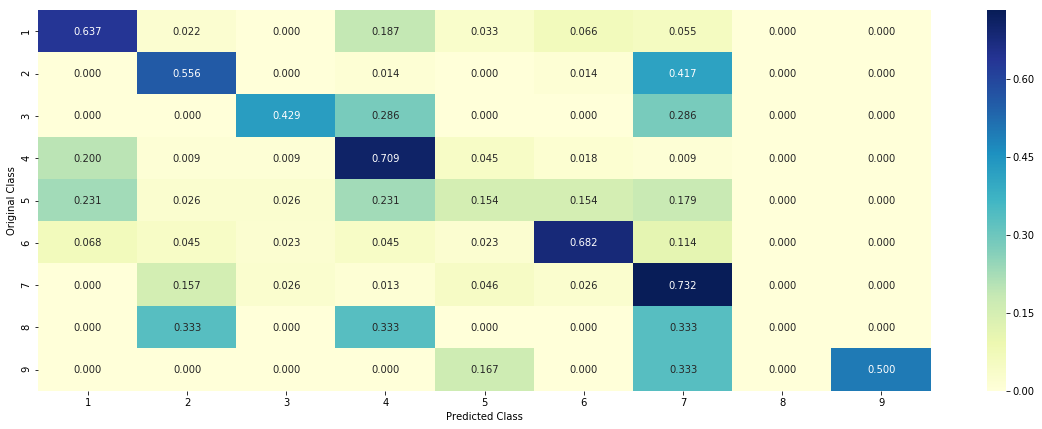 1 0.637 0.022 0.000 0.187 0.033 0.066 0.055 0.000 0.000
2 0.000 0.556 0.000 0.014 0.000 0.014 0.417 0.000 0.000
3 0.000 0.000 0.429 0.286 0.000 0.000 0.286 0.000 0.000
4 0.200 0.009 0.009 0.709 0.045 0.018 0.009 0.000 0.000
5 0.231 0.026 0.026 0.231 0.154 0.154 0.179 0.000 0.000
6 0.068 0.045 0.023 0.045 0.023 0.682 0.114 0.000 0.000
7 0.000 0.157 0.026 0.013 0.046 0.026 0.732 0.000 0.000
8 0.000 0.333 0.000 0.333 0.000 0.000 0.333 0.000 0.000
9 0.000 0.000 0.000 0.000 0.167 0.000 0.333 0.000 0.500
1 2 3 4 5 6 7 8 9
Predicted Class
Original Class
0.60
0.45
0.30
0.15
0.00